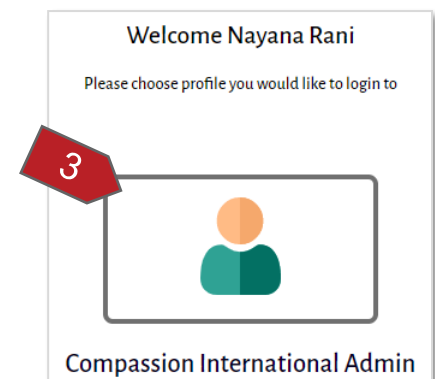 Welcome Nayana Rani
Please choose profile you would like to login to
3
Compassion International Admin